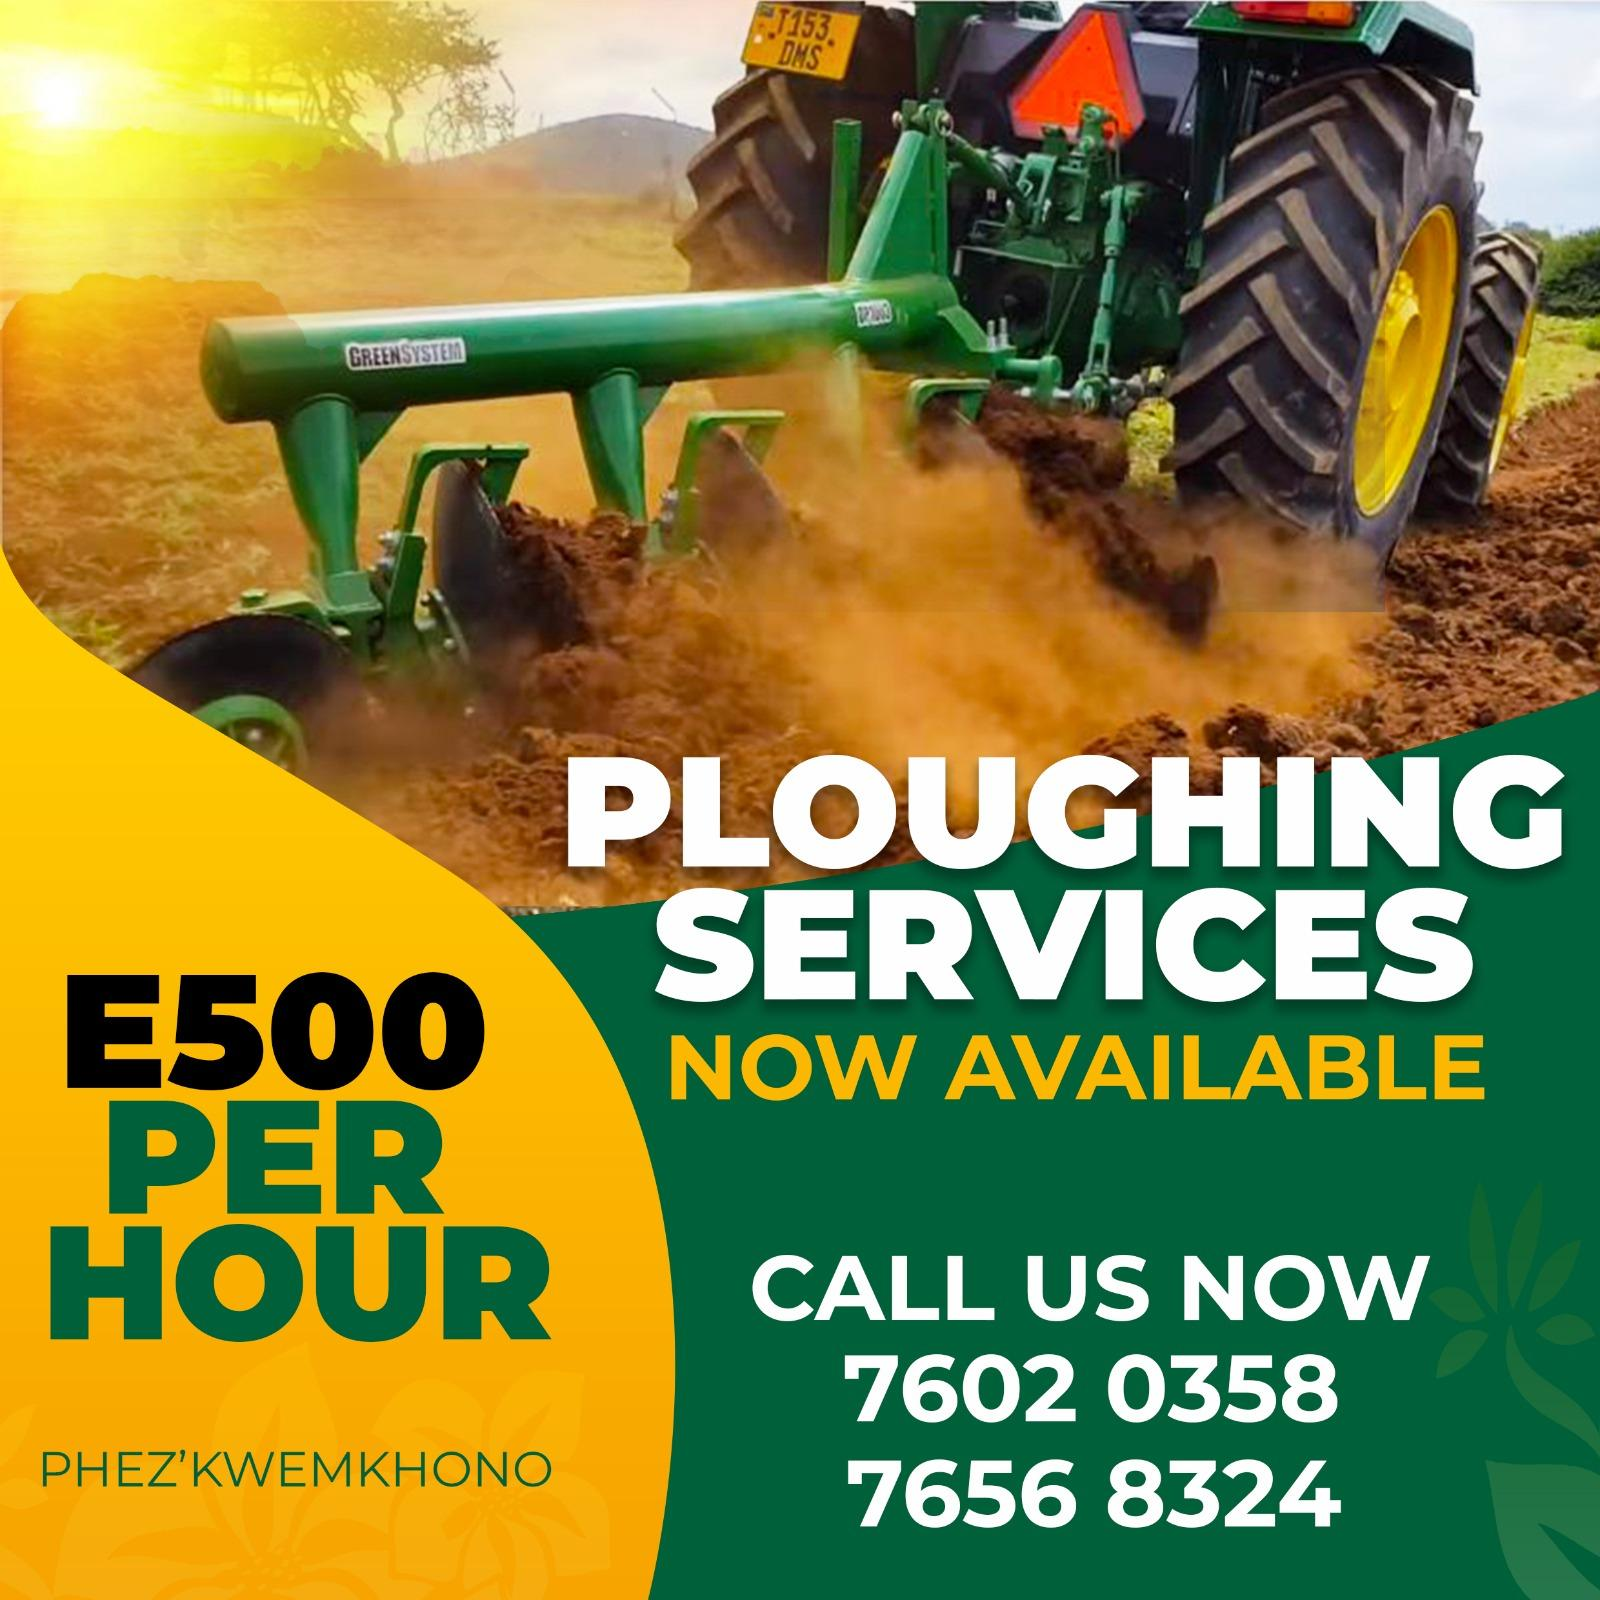 T153
DMS
GREENSYSTEM
PLOUGHING
SERVICES
NOW AVAILABLE
E500
PER
HOUR
CALL US NOW
7602 0358
7656 8324
PHEZ'KWEMKHONO